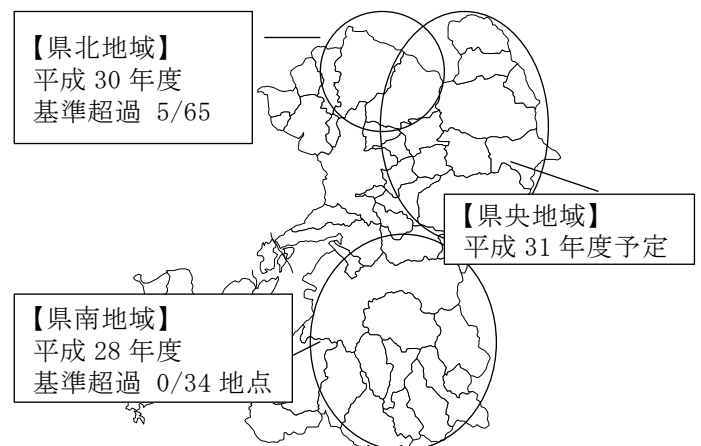 【県北地域】
平成 30 年度
基準超過 5/65
【県央地域】
平成 31 年度予定
【県南地域】
平成 28 年度
基準超過 0/34 地点